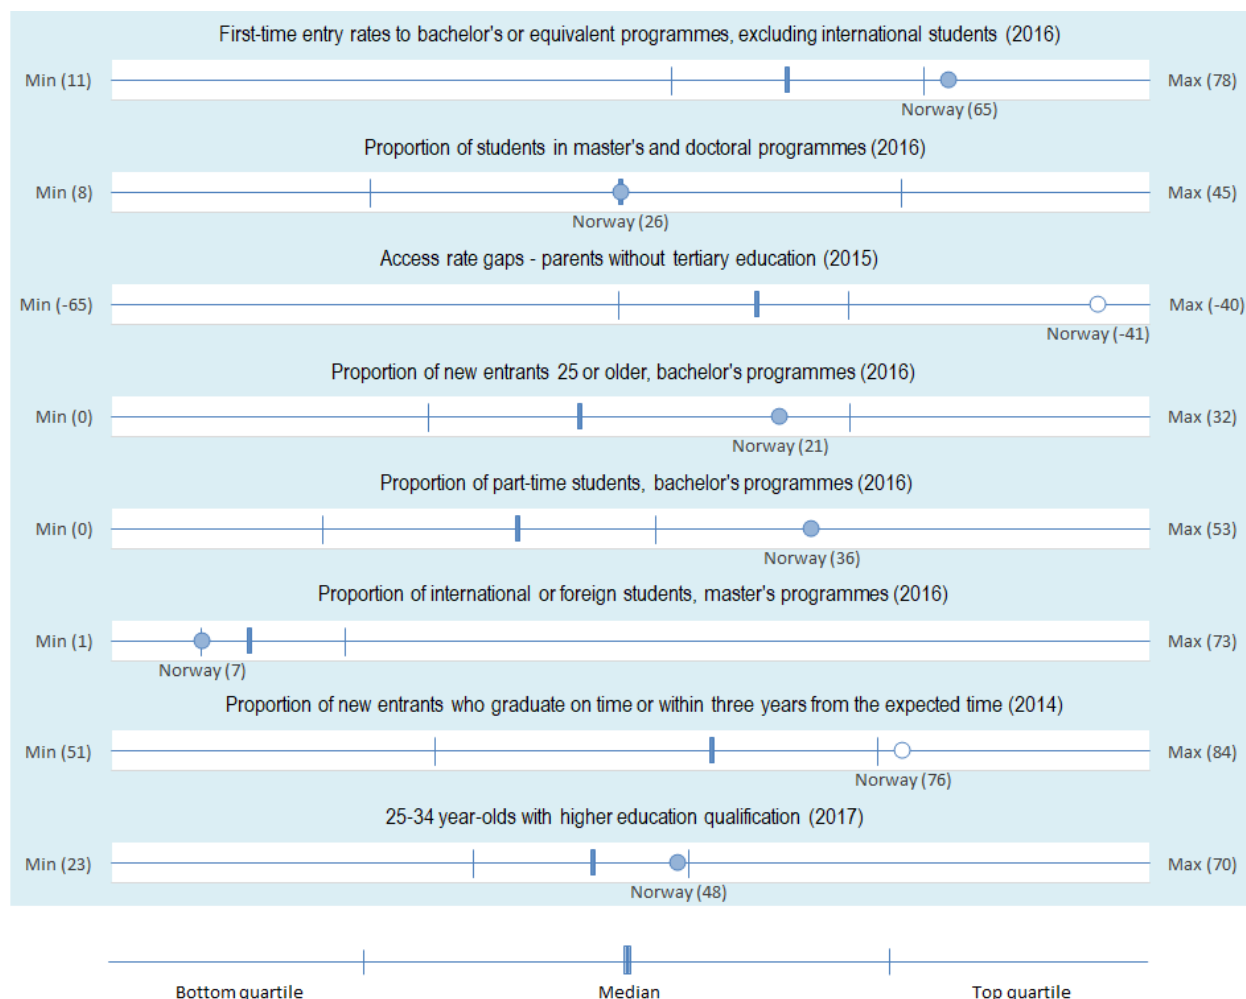 First-time entry rates to bachelor's or equivalent programmes, excluding international students (2016)
Min (11)
Max (78)
Norway (65)
Proportion of students in master's and doctoral programmes (2016)
Min (8)
Max (45)
Norway (26)
Access rate gaps - parents without tertiary education (2015)
Min (-65)
Max (-40)
Norway (-41)
Proportion of new entrants 25 or older, bachelor's programmes (2016)
Min (0)
Max (32)
Norway (21)
Proportion of part-time students, bachelor's programmes (2016)
Min (0)
Max (53)
Norway (36)
Proportion of international or foreign students, master's programmes (2016)
Min (1)
Max (73)
Norway (7)
Proportion of new entrants who graduate on time or within three years from the expected time (2014)
Min (51)
Max (84)
Norway (76)
25-34 year-olds with higher education qualification (2017)
Min (23)
Max (70)
Norway (48)
Bottom quartile Median Top quartile